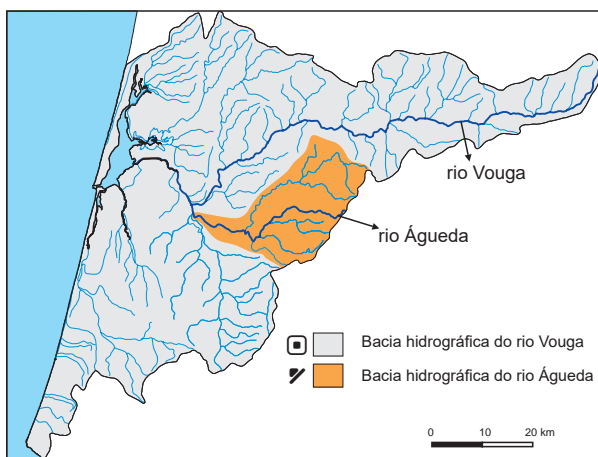 rio Vouga
rio Águeda
Bacia hidrográfica do rio Vouga
Bacia hidrográfica do rio Águeda
0 10 20 km